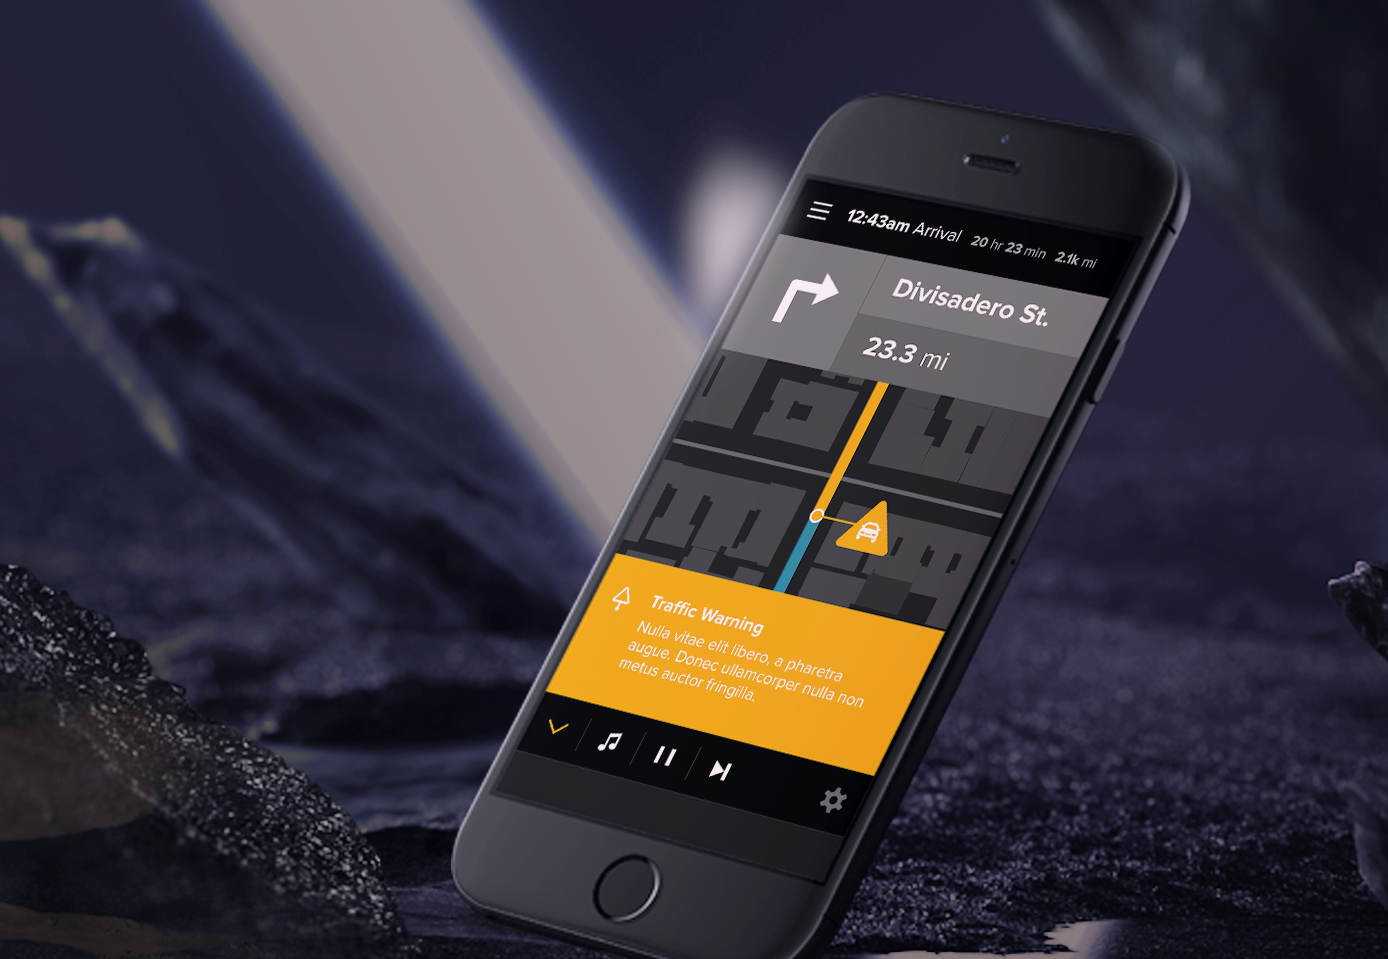 12:43am Arrival 20 hr 23 min 2.1k mi
Divisadero St.
23.3 mi
Traffic Warning
Nulla vitae elit libero, a pharetra
augue. Donec ullamcorper nulla non
metus auctor fringilla.